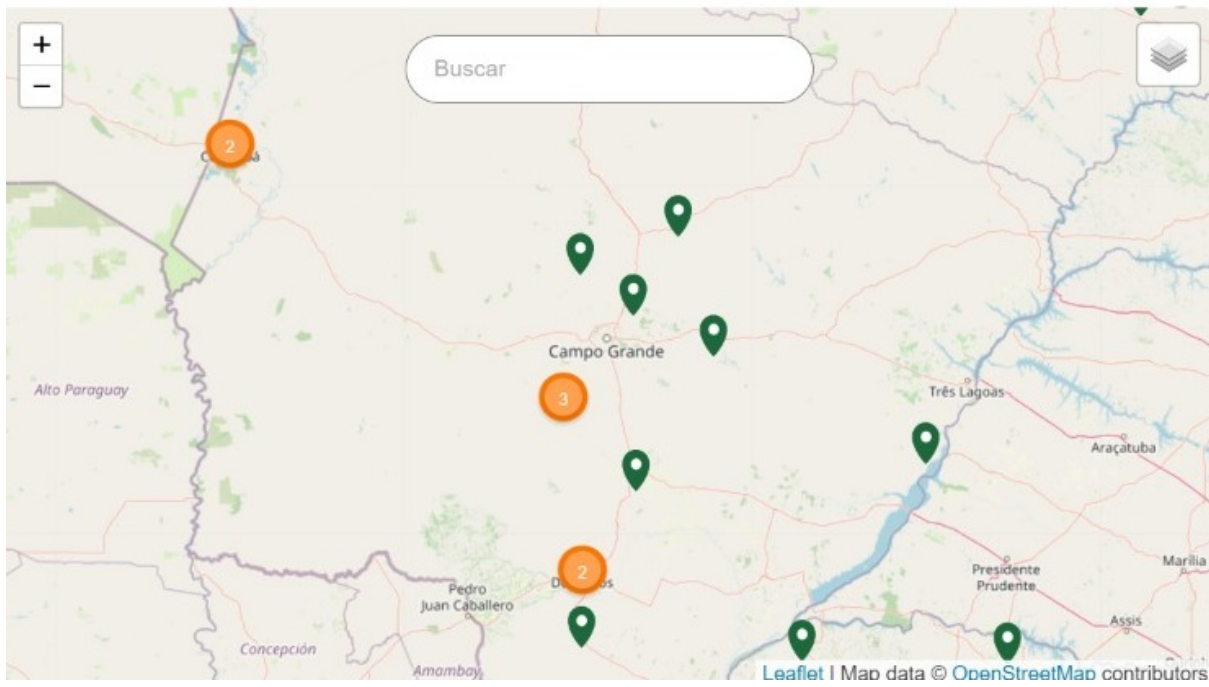 +
Buscar
−
2
Campo Grande
Alto Paraguay
3
Três Lagoas
Araçatuba
Marília
2
Presidente
Prudente
Pedro
Juan Caballero
Assis
Concepción
Amambay
Leaflet | Map data © OpenStreetMap contributors